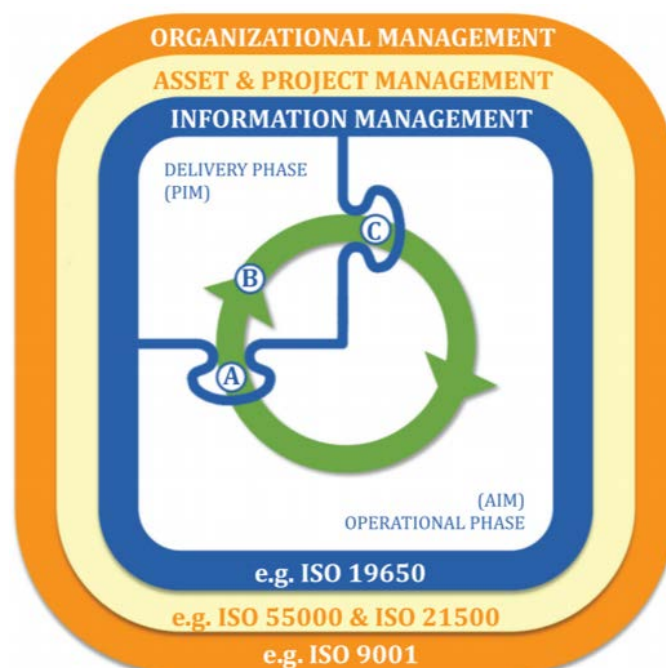 ORGANIZATIONAL MANAGEMENT
ASSET & PROJECT MANAGEMENT
INFORMATION MANAGEMENT
DELIVERY PHASE
(PIM)
C
B
A
(AIM)
OPERATIONAL PHASE
e.g. ISO 19650
e.g. ISO 55000 & ISO 21500
e.g. ISO 9001